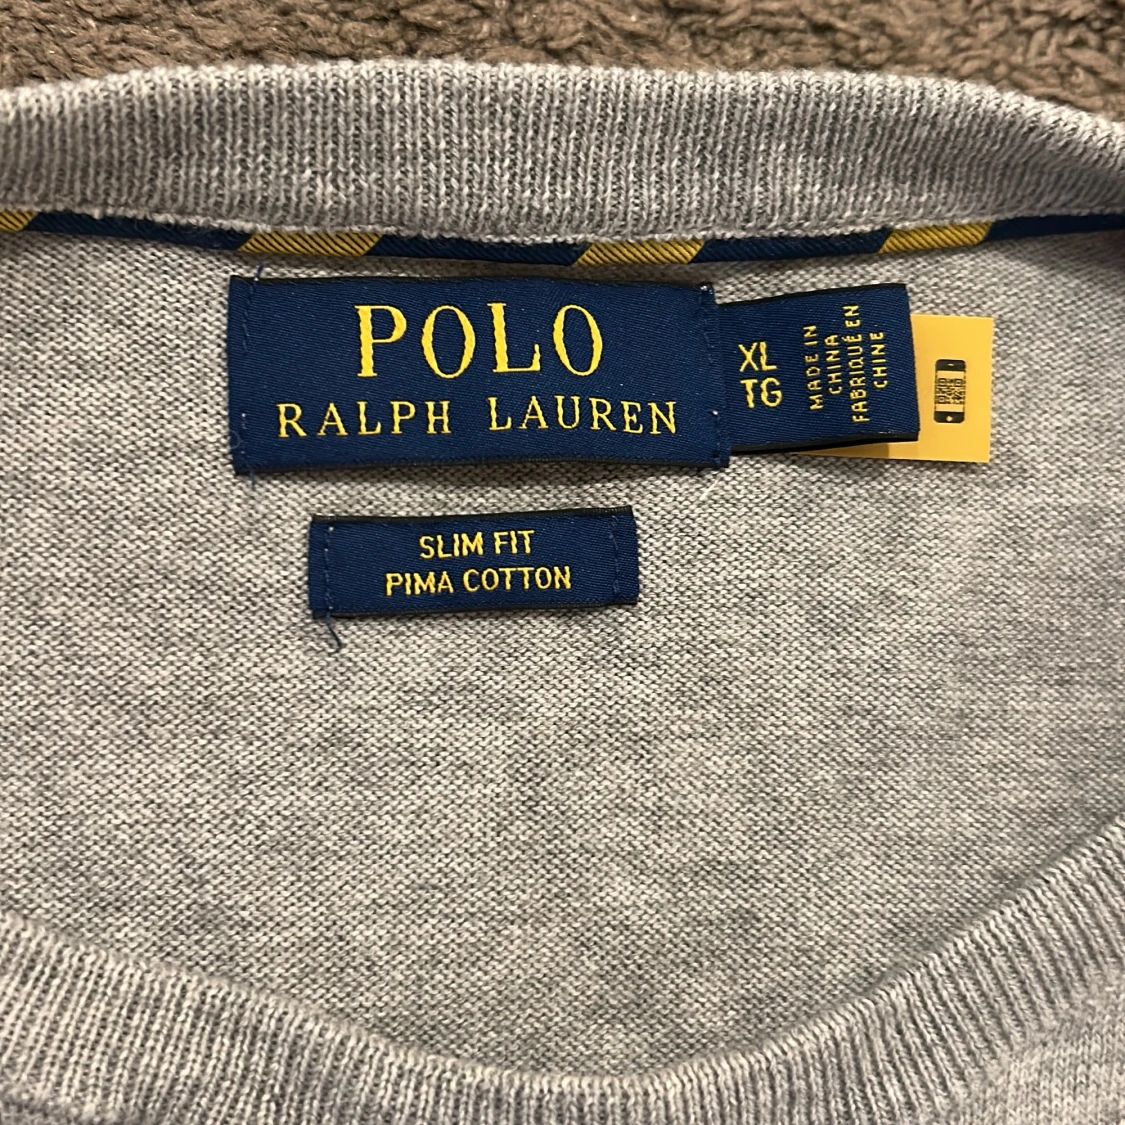 POLO
RALPH LAUREN
XL
TG
MADE IN
CHINA
FABRIQUÉ EN
CHINE
SLIM FIT
PIMA COTTON